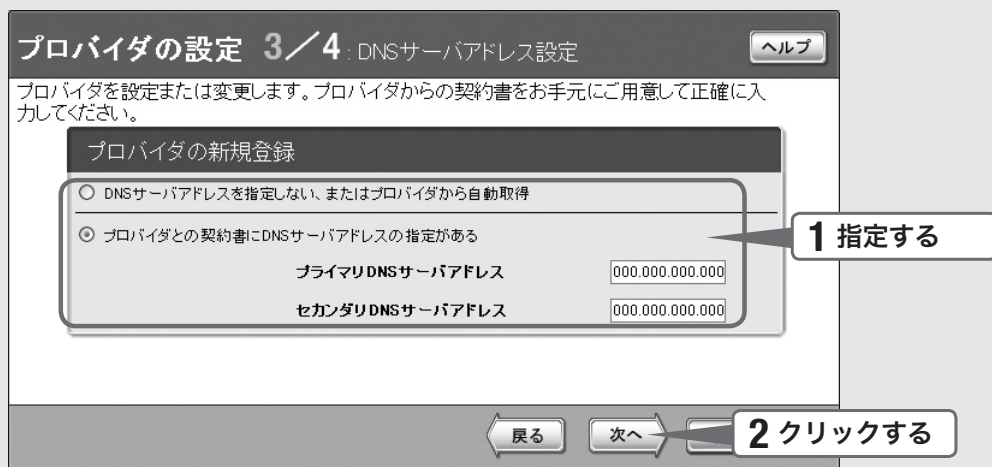 プロバイダの設定 3／4 : DNSサーバアドレス設定
ヘルプ
プロバイダを設定または変更します。プロバイダからの契約書をお手元にご用意して正確に入
力してください。
プロバイダの新規登録
DNSサーバアドレスを指定しない、またはプロバイダから自動取得
プロバイダとの契約書にDNSサーバアドレスの指定がある
1 指定する
プライマリDNSサーバアドレス 000.000.000.000
セカンダリDNSサーバアドレス 000.000.000.000
戻る 次へ
2 クリックする